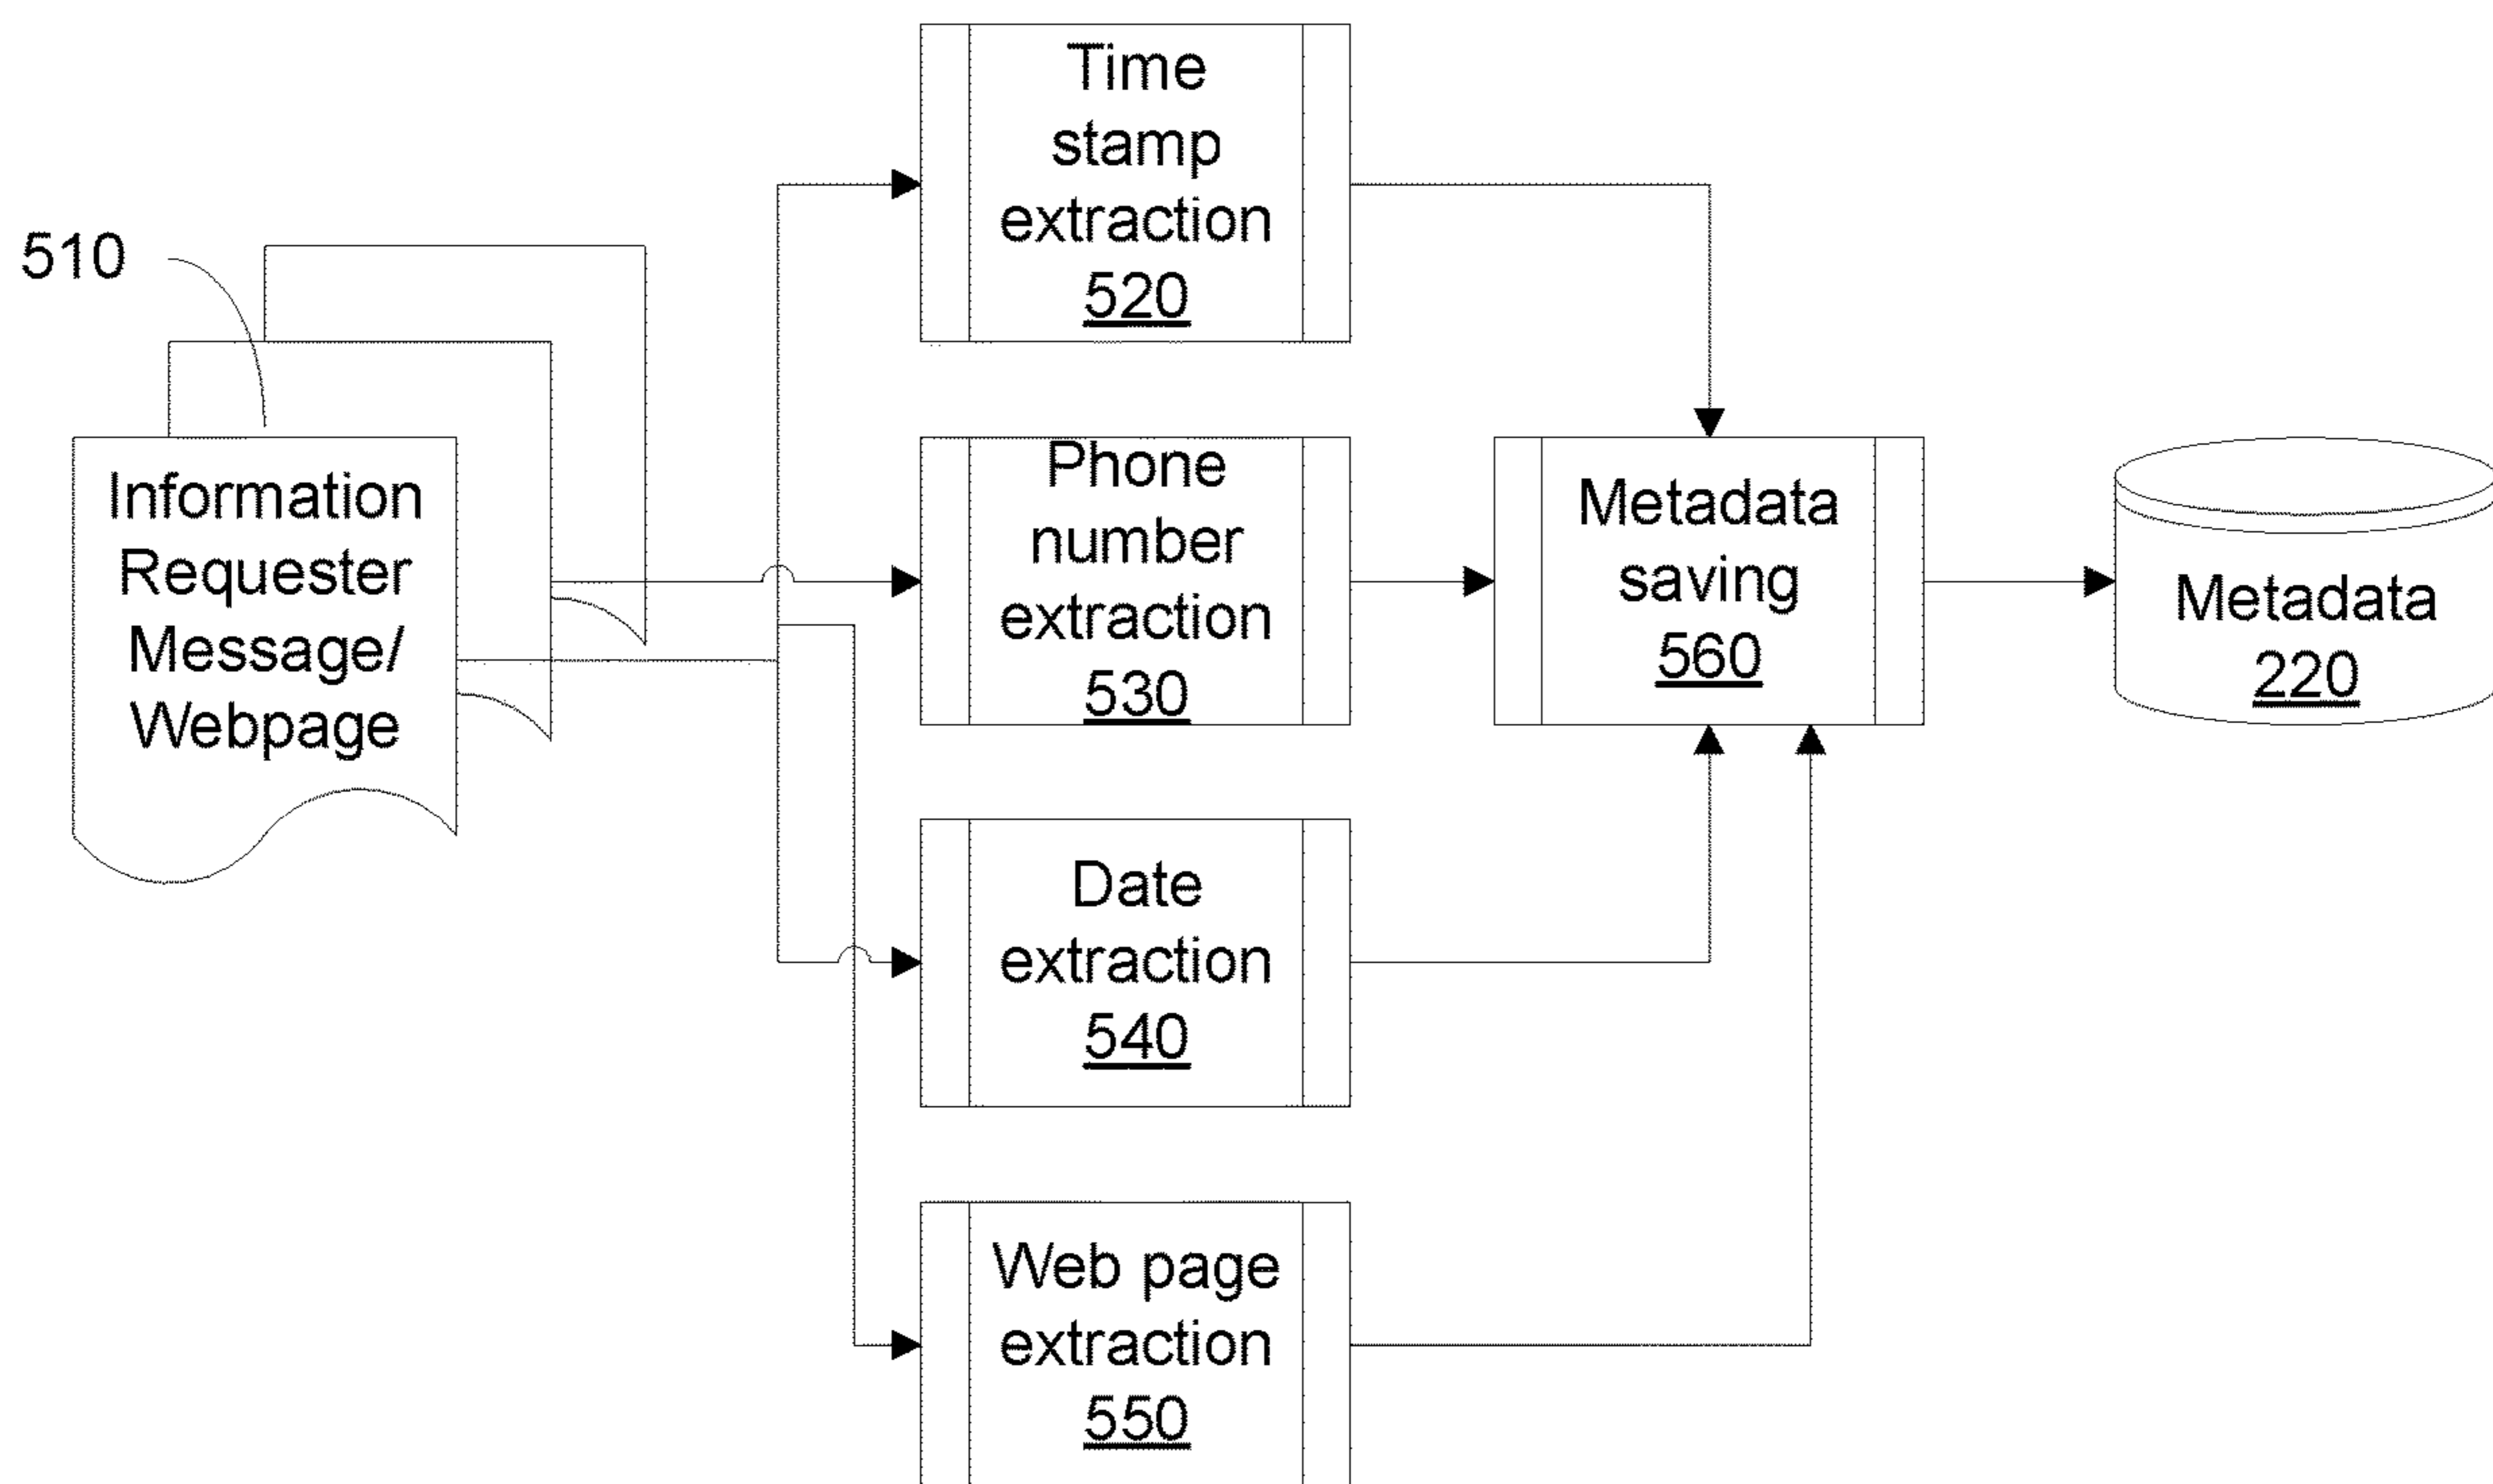 510
Information
Requester
Message/
Webpage
Time
stamp
extraction
520
Phone
number
extraction
530
Date
extraction
540
Web page
extraction
550
Metadata
saving
560
Metadata
220